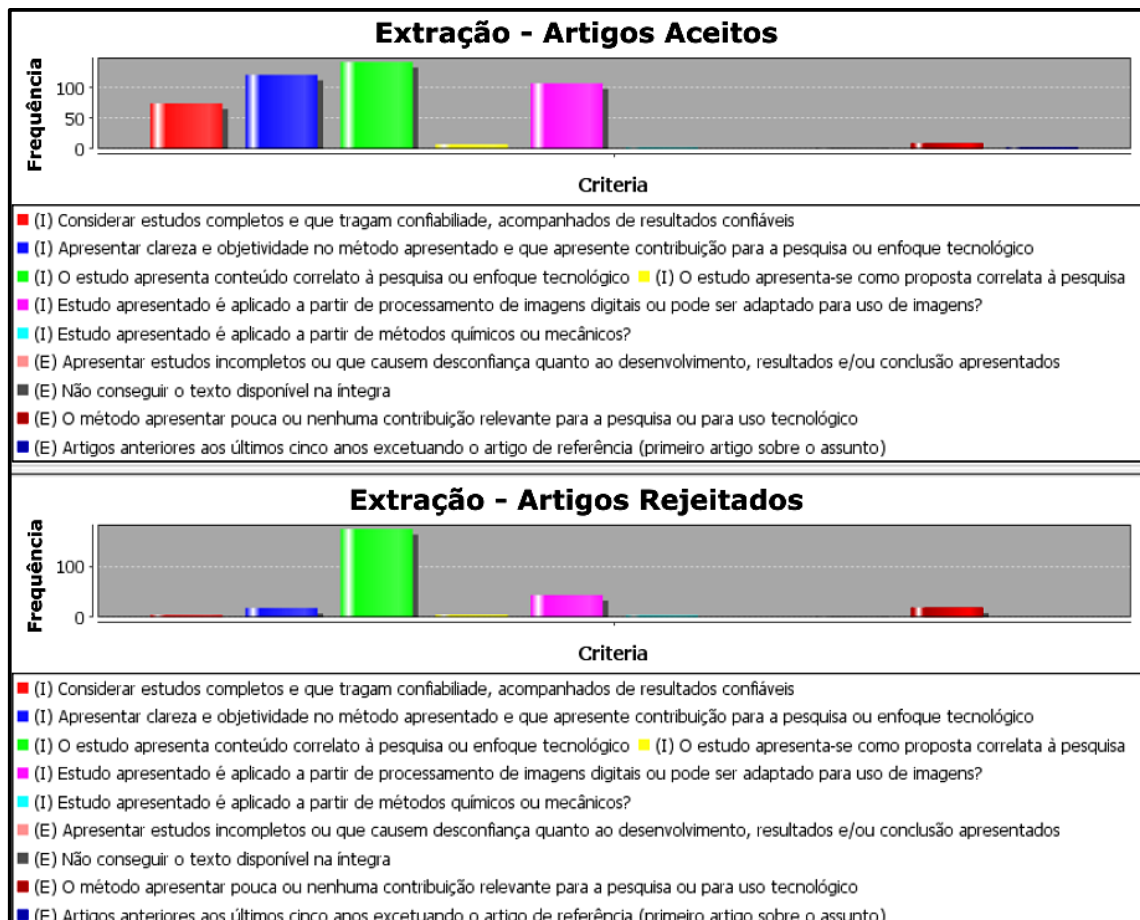 Extração - Artigos Aceitos
Frequência
100
50
0
Criteria
(I) Considerar estudos completos e que tragam confiabiliade, acompanhados de resultados confiáveis
(I) Apresentar clareza e objetividade no método apresentado e que apresente contribuição para a pesquisa ou enfoque tecnológico
(I) O estudo apresenta conteúdo correlato à pesquisa ou enfoque tecnológico (I) O estudo apresenta-se como proposta correlata à pesquisa
(I) Estudo apresentado é aplicado a partir de processamento de imagens digitais ou pode ser adaptado para uso de imagens?
(I) Estudo apresentado é aplicado a partir de métodos químicos ou mecânicos?
(E) Apresentar estudos incompletos ou que causem desconfiança quanto ao desenvolvimento, resultados e/ou conclusão apresentados
(E) Não conseguir o texto disponível na íntegra
(E) O método apresentar pouca ou nenhuma contribuição relevante para a pesquisa ou para uso tecnológico
(E) Artigos anteriores aos últimos cinco anos excetuando o artigo de referência (primeiro artigo sobre o assunto)
Extração - Artigos Rejeitados
Frequência
100
0
Criteria
(I) Considerar estudos completos e que tragam confiabiliade, acompanhados de resultados confiáveis
(I) Apresentar clareza e objetividade no método apresentado e que apresente contribuição para a pesquisa ou enfoque tecnológico
(I) O estudo apresenta conteúdo correlato à pesquisa ou enfoque tecnológico (I) O estudo apresenta-se como proposta correlata à pesquisa
(I) Estudo apresentado é aplicado a partir de processamento de imagens digitais ou pode ser adaptado para uso de imagens?
(I) Estudo apresentado é aplicado a partir de métodos químicos ou mecânicos?
(E) Apresentar estudos incompletos ou que causem desconfiança quanto ao desenvolvimento, resultados e/ou conclusão apresentados
(E) Não conseguir o texto disponível na íntegra
(E) O método apresentar pouca ou nenhuma contribuição relevante para a pesquisa ou para uso tecnológico
(E) Artigos anteriores aos últimos cinco anos excetuando o artigo de referência (primeiro artigo sobre o assunto)